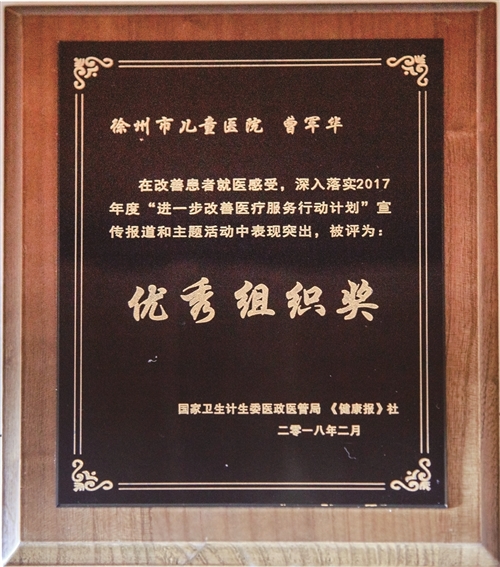 徐州市儿童医院 曹军华
在改善患者就医感受，深入落实2017
年度“进一步改善医疗服务行动计划”宣
传报道和主题活动中表现突出，被评为：
优秀组织奖
国家卫生计生委医政医管局 《健康报》社
二零一八年二月